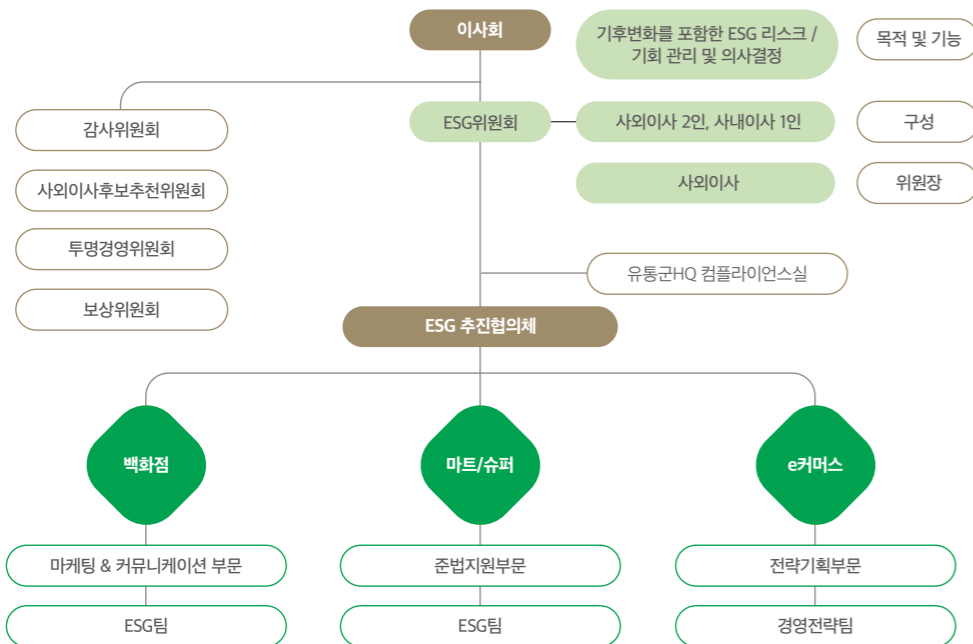 이사회
기후변화를 포함한 ESG 리스크 /
기회 관리 및 의사결정
목적 및 기능
감사위원회
ESG위원회
사외이사 2인, 사내이사 1인
구성
사외이사후보추천위원회
사외이사
위원장
투명경영위원회
유통군HQ 컴플라이언스실
보상위원회
ESG 추진협의체
백화점
마트/슈퍼
e커머스
마케팅 & 커뮤니케이션 부문
준법지원부문
전략기획부문
ESG팀
ESG팀
경영전략팀